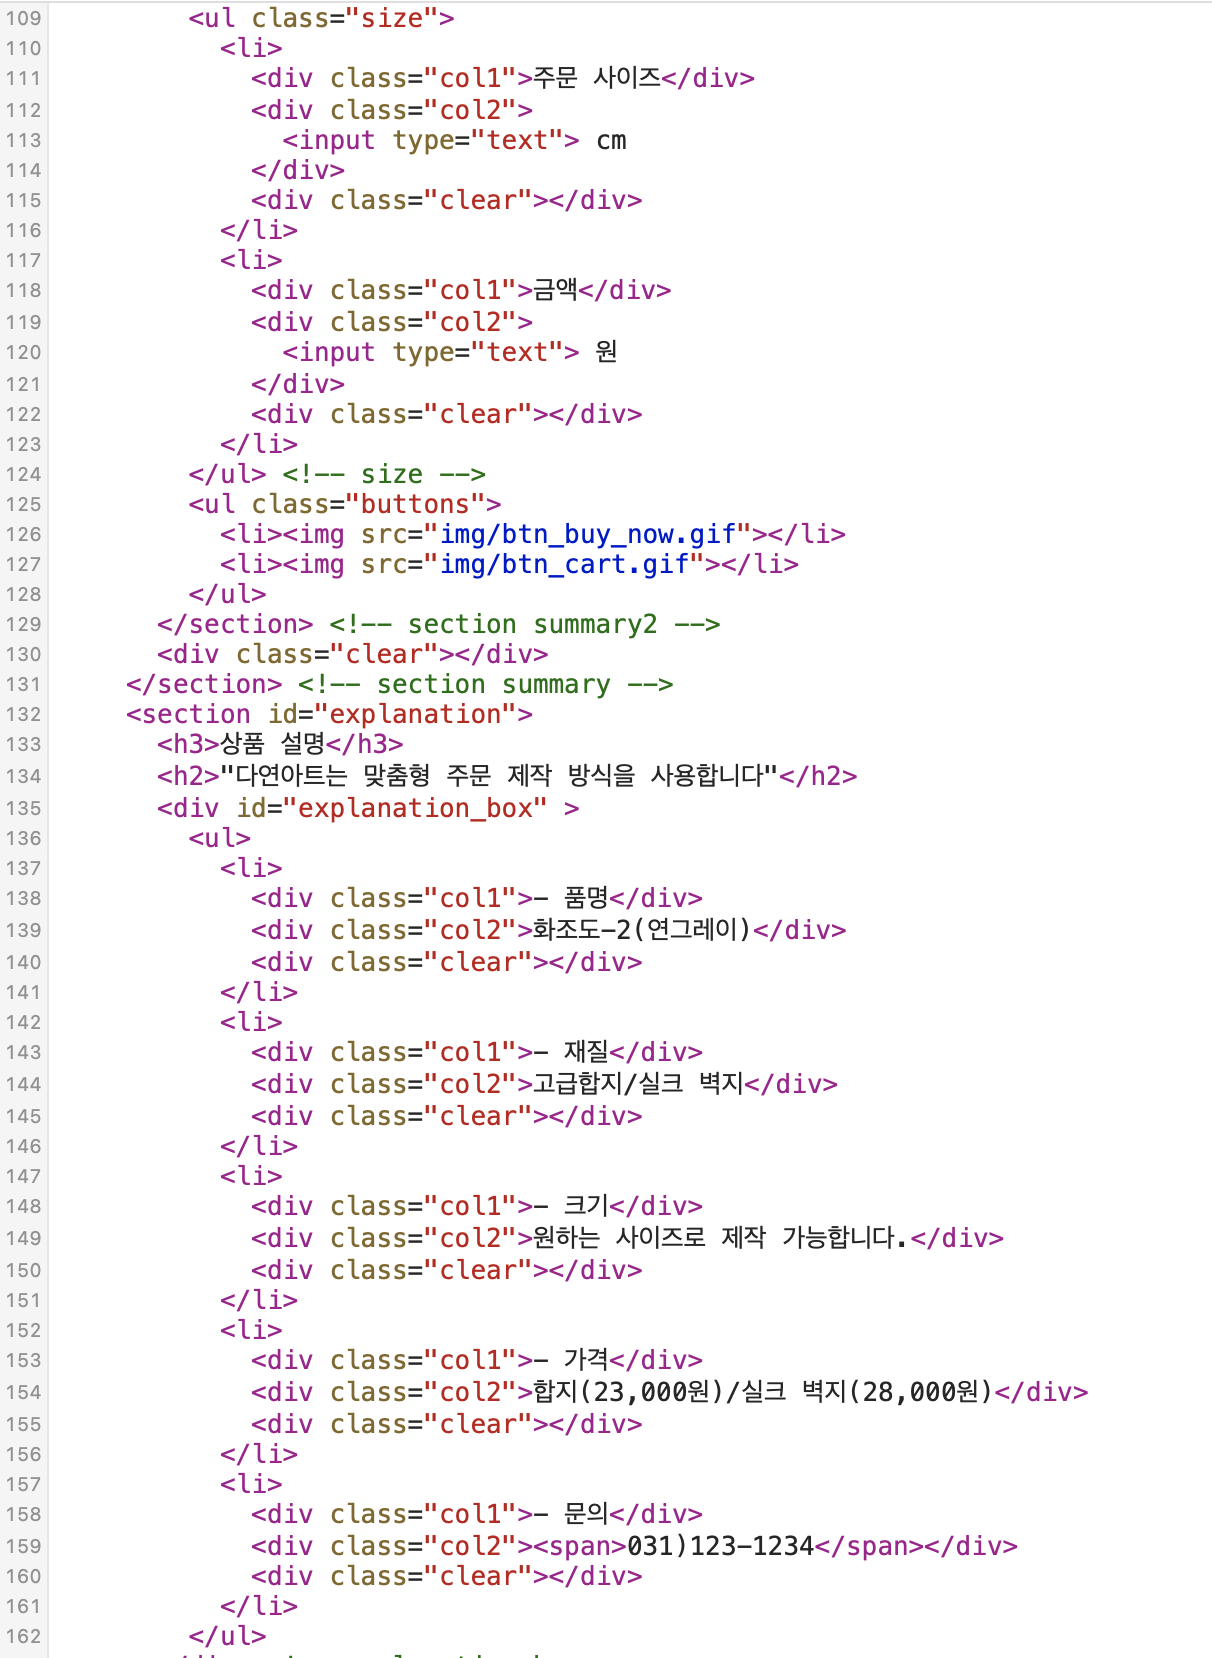 109 <ul class="size">
110 <li>
111 <div class="col1">주문 사이즈</div>
112 <div class="col2">
113 <input type="text"> cm
114 </div>
115 <div class="clear"></div>
116 </li>
117 <li>
118 <div class="col1">금액</div>
119 <div class="col2">
120 <input type="text"> 원
121 </div>
122 <div class="clear"></div>
123 </li>
124 </ul> <!-- size -->
125 <ul class="buttons">
126 <li><img src="img/btn_buy_now.gif"></li>
127 <li><img src="img/btn_cart.gif"></li>
128 </ul>
129 </section> <!-- section summary2 -->
130 <div class="clear"></div>
131 </section> <!-- section summary -->
132 <section id="explanation">
133 <h3>상품 설명</h3>
134 <h2>"다연아트는 맞춤형 주문 제작 방식을 사용합니다"</h2>
135 <div id="explanation_box" >
136 <ul>
137 <li>
138 <div class="col1">- 품명</div>
139 <div class="col2">화조도-2(연그레이)</div>
140 <div class="clear"></div>
141 </li>
142 <li>
143 <div class="col1">- 재질</div>
144 <div class="col2">고급합지/실크 벽지</div>
145 <div class="clear"></div>
146 </li>
147 <li>
148 <div class="col1">- 크기</div>
149 <div class="col2">원하는 사이즈로 제작 가능합니다.</div>
150 <div class="clear"></div>
151 </li>
152 <li>
153 <div class="col1">- 가격</div>
154 <div class="col2">합지(23,000원)/실크 벽지(28,000원)</div>
155 <div class="clear"></div>
156 </li>
157 <li>
158 <div class="col1">- 문의</div>
159 <div class="col2"><span>031)123-1234</span></div>
160 <div class="clear"></div>
161 </li>
162 </ul>